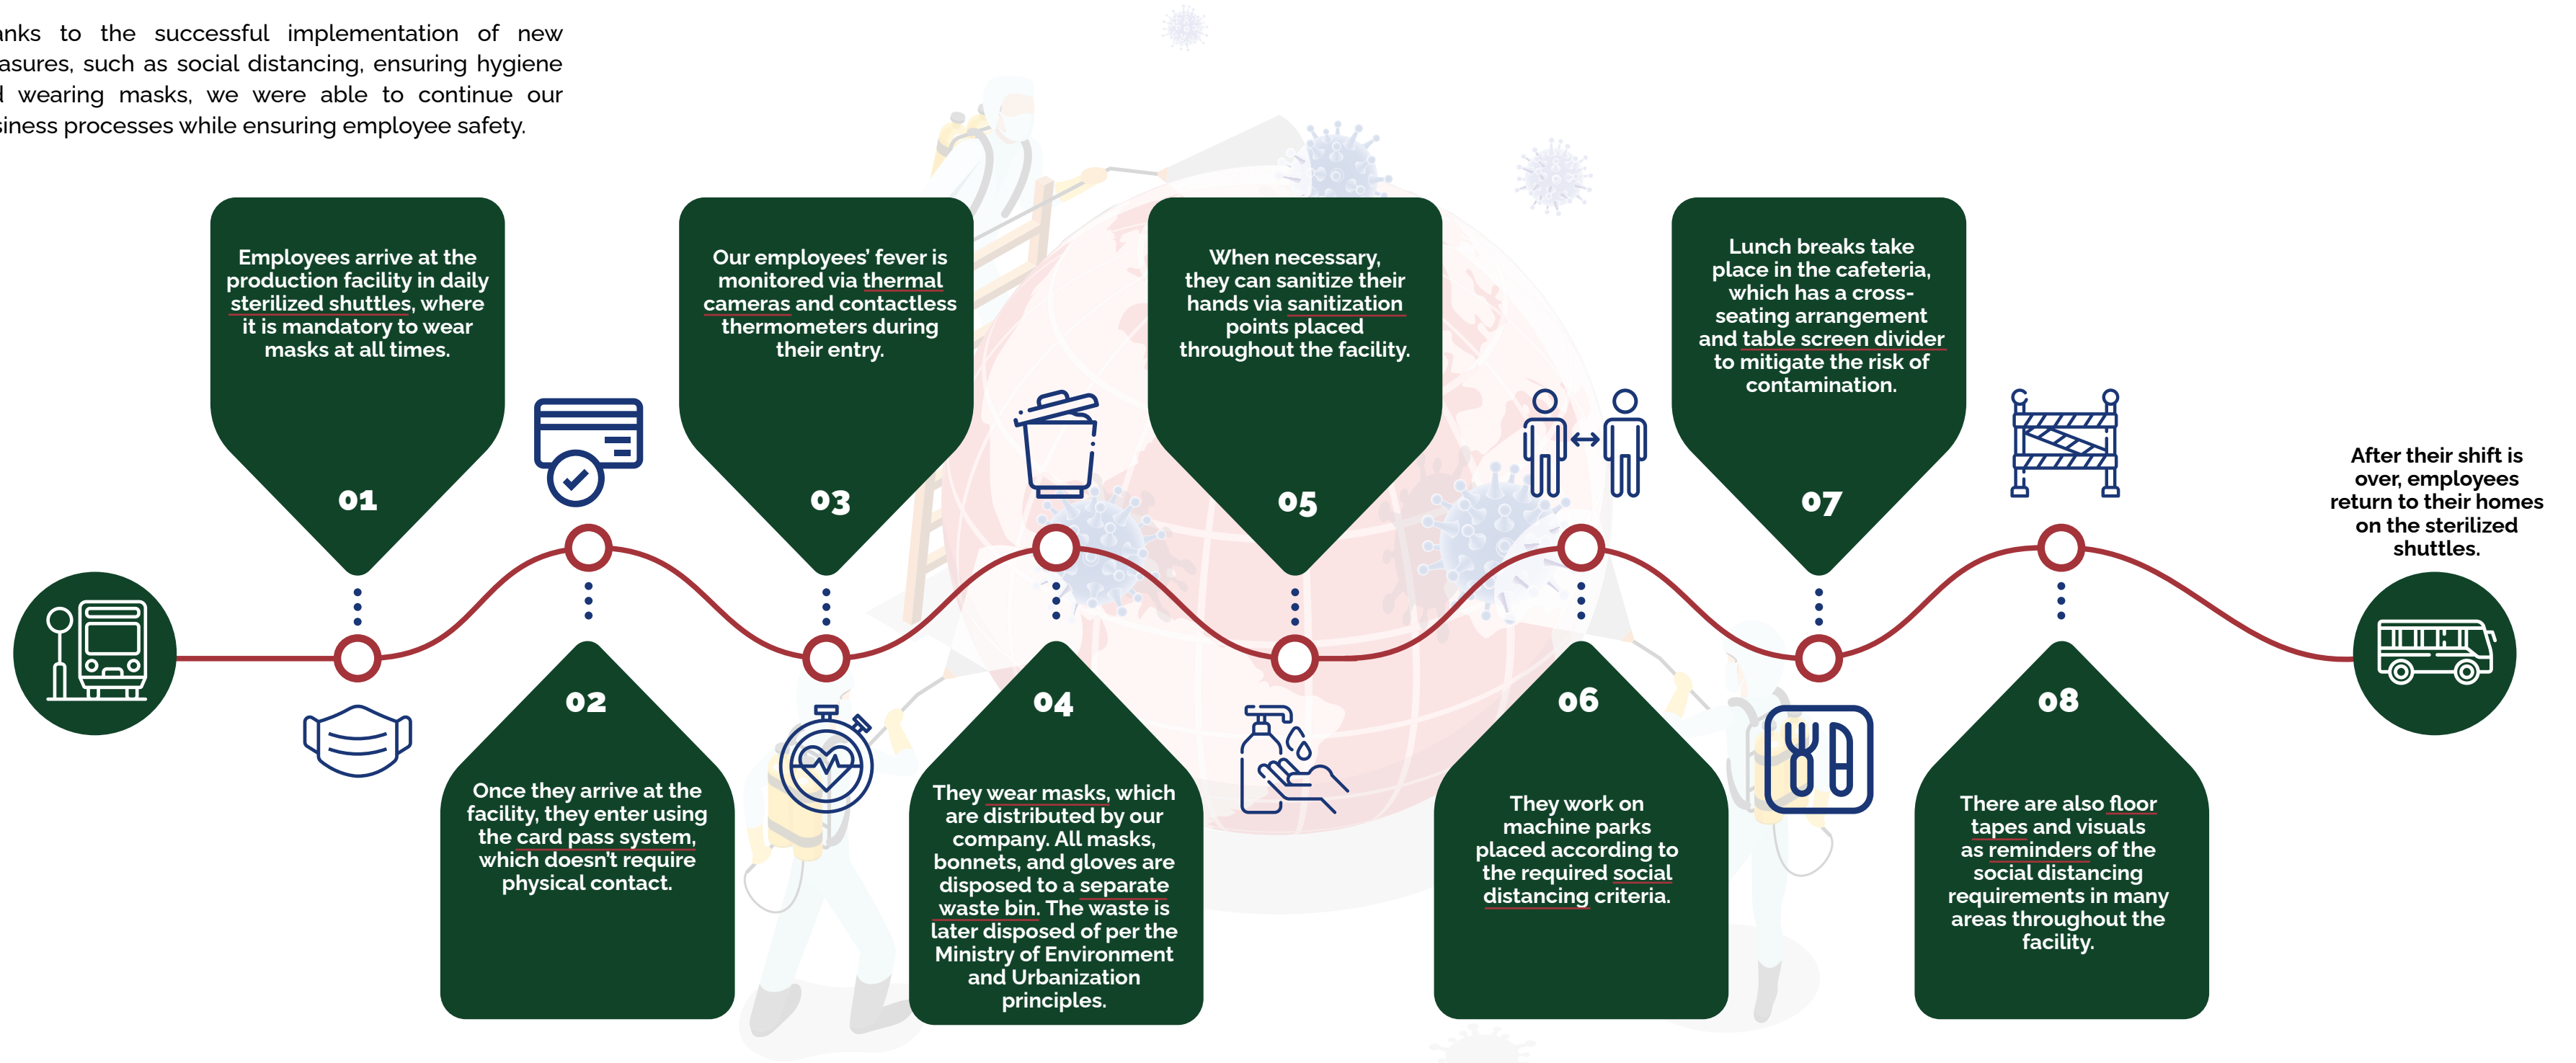 to the successful implementation of new
such as social distancing, ensuring hygiene
wearing masks, we were able to continue our
processes while ensuring employee safety.
Employees arrive at the
production facility in daily
sterilized shuttles, where
it is mandatory to wear
masks at all times.
01
Once they arrive at the
facility, they enter using
the card pass system,
which doesn't require
physical contact.
02
Our employees' fever is
monitored via thermal
cameras and contactless
thermometers during
their entry.
03
04
They wear masks, which
are distributed by our
company. All masks,
bonnets, and gloves are
disposed to a separate
waste bin. The waste is
later disposed of per the
Ministry of Environment
and Urbanization
principles.
When necessary,
they can sanitize their
hands via sanitization
points placed
throughout the facility.
05
06
They work on
machine parks
placed according to
the required social
distancing criteria.
Lunch breaks take
place in the cafeteria,
which has a cross-
seating arrangement
and table screen divider
to mitigate the risk of
contamination.
07
08
There are also floor
tapes and visuals
as reminders of the
social distancing
requirements in many
areas throughout the
facility.
After their shift is
over, employees
return to their homes
on the sterilized
shuttles.